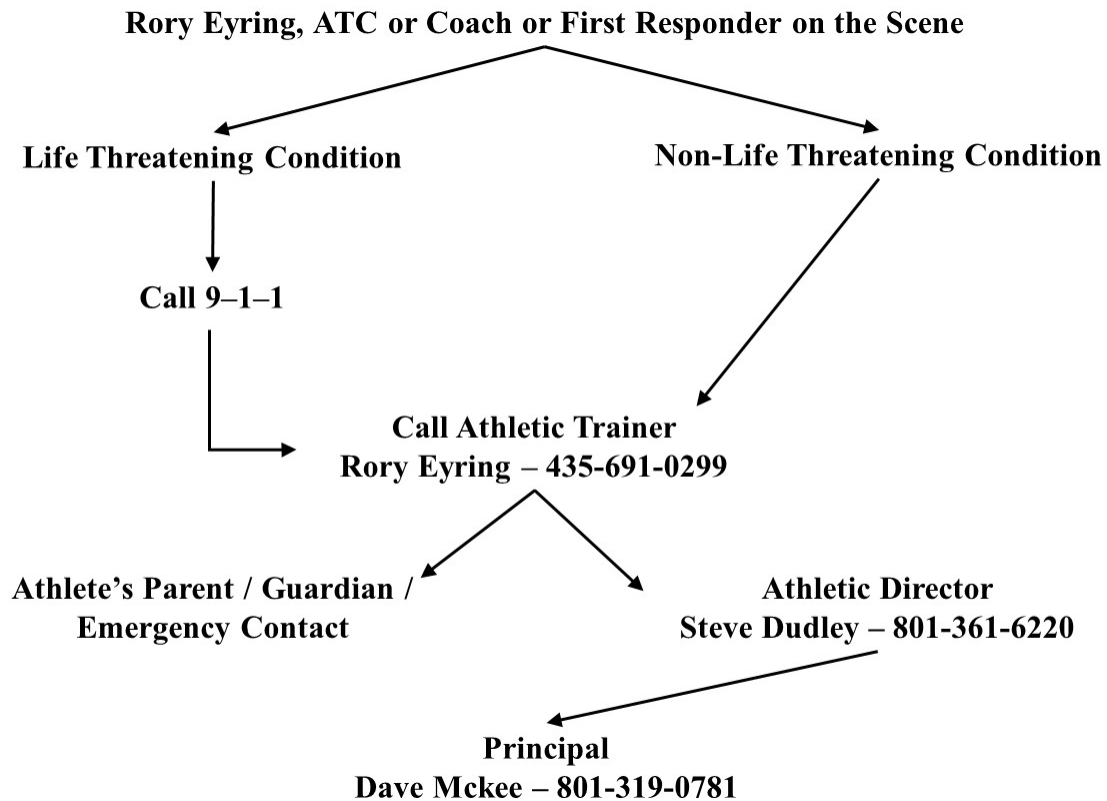 Rory Eyring, ATC or Coach or First Responder on the Scene
Life Threatening Condition
Non-Life Threatening Condition
Call 9–1–1
Call Athletic Trainer
Rory Eyring – 435-691-0299
Athlete’s Parent / Guardian /
Emergency Contact
Athletic Director
Steve Dudley – 801-361-6220
Principal
Dave Mckee – 801-319-0781